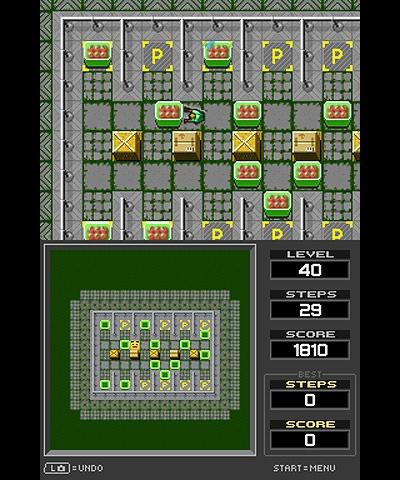 P P P
P P P
LEVEL
40
STEPS
29
SCORE
1810
BEST
STEPS
0
SCORE
0
P P P P
P P P P
L =UNDO START=MENU